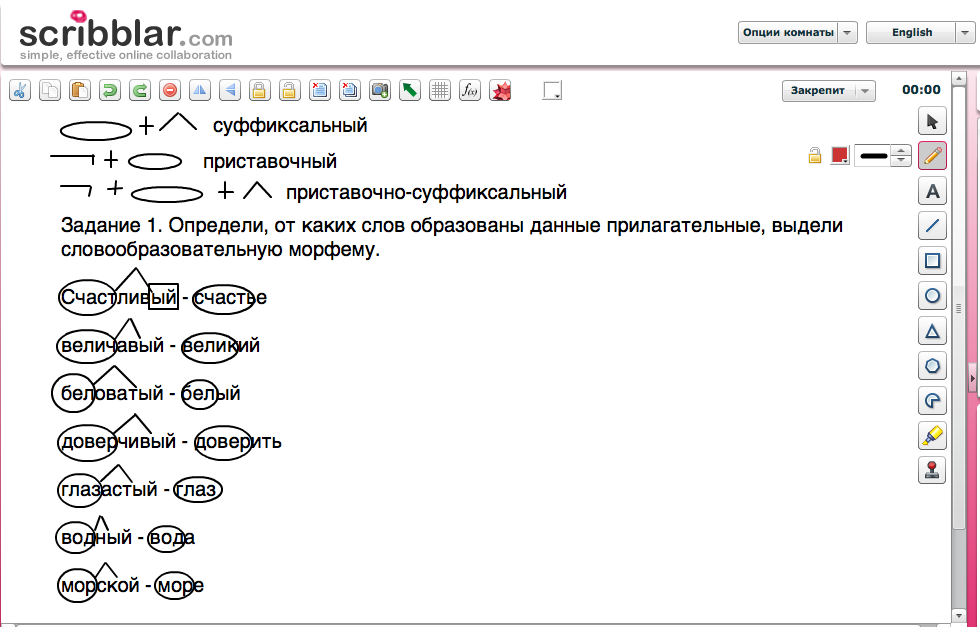 scribblar.com
simple, effective online collaboration
Опции комнаты
English
f(x)
Закрепит
00:00
A
+ суффиксальный
+ приставочный
+ + приставочно-суффиксальный
Задание 1. Определи, от каких слов образованы данные прилагательные, выдели
словообразовательную морфему.
Счастливый - счастье
величавый - великий
беловатый - белый
доверчивый - доверить
глазастый - глаз
водный - вода
морской - море